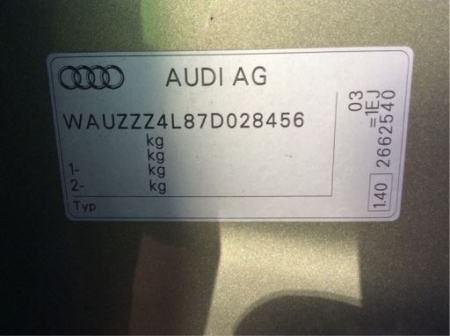 AUDI AG
WAUZZZ4L87D028456
kg
kg
1- kg
2- kg
Typ
03
=1EJ
2662540
1.40